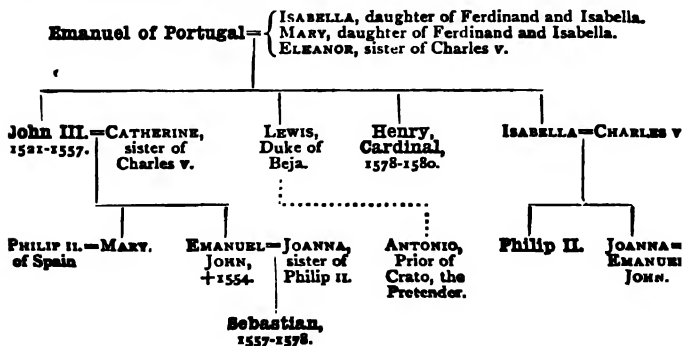 Emanuel of Portugal=
ISABELLA, daughter of Ferdinand and Isabella.
MARY, daughter of Ferdinand and Isabella.
ELEANOR, sister of Charles V.
John III.=CATHERINE,
1521-1557. sister of
Charles V.
LEWIS,
Duke of
Beja.
Henry,
Cardinal,
1578-1580.
ISABELLA=CHARLES V
PHILIP II.=MARY.
of Spain
EMANUEL=JOANNA,
JOHN, sister of
+1554. Philip II.
ANTONIO,
Prior of
Crato, the
Pretender.
Philip II.
JOANNA=
EMANUEL
JOHN.
Sebastian,
1557-1578.